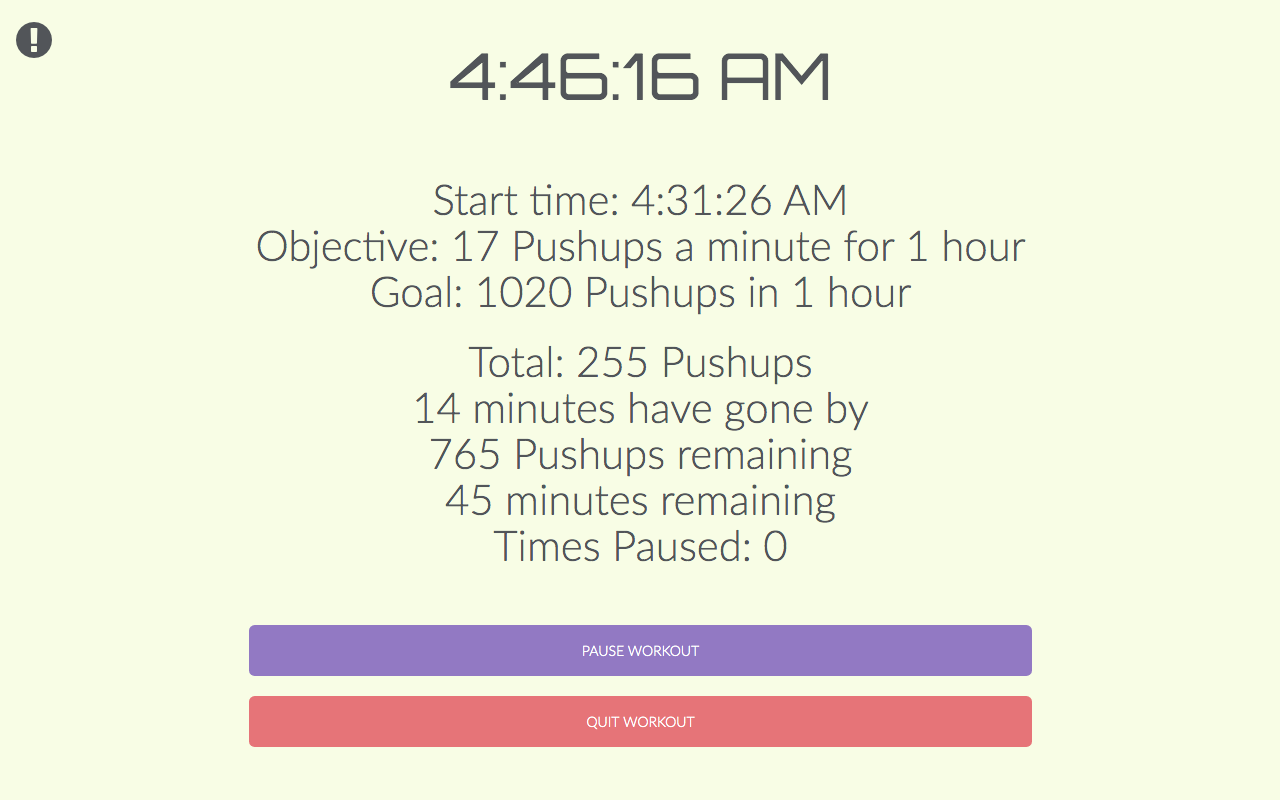 4:46:16 AM
Start time: 4:31:26 AM
Objective: 17 Pushups a minute for 1 hour
Goal: 1020 Pushups in 1 hour
Total: 255 Pushups
14 minutes have gone by
765 Pushups remaining
45 minutes remaining
Times Paused: 0
PAUSE WORKOUT
QUIT WORKOUT